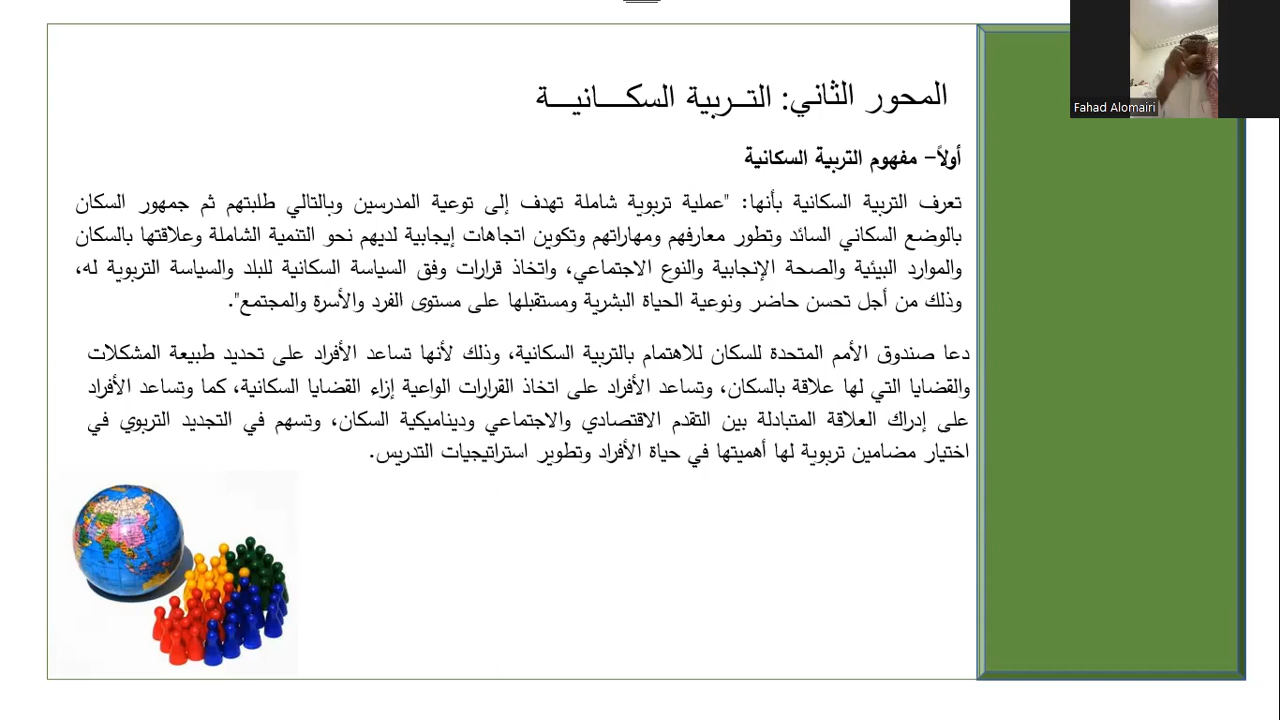 المحور الثاني: التـربية السكـــانيـــة
Fahad Alomairi
أولاً– مفهوم التربية السكانية
تعرف التربية السكانية بأنها: "عملية تربوية شاملة تهدف إلى توعية المدرسين وبالتالي طلبتهم ثم جمهور السكان
بالوضع السكاني السائد وتطور معارفهم ومهاراتهم وتكوين اتجاهات إيجابية لديهم نحو التنمية الشاملة وعلاقتها بالسكان
والموارد البيئية والصحة الإنجابية والنوع الاجتماعي، واتخاذ قرارات وفق السياسة السكانية للبلد والسياسة التربوية له،
وذلك من أجل تحسن حاضر ونوعية الحياة البشرية ومستقبلها على مستوى الفرد والأسرة والمجتمع".
دعا صندوق الأمم المتحدة للسكان للاهتمام بالتربية السكانية، وذلك لأنها تساعد الأفراد على تحديد طبيعة المشكلات
والقضايا التي لها علاقة بالسكان، وتساعد الأفراد على اتخاذ القرارات الواعية إزاء القضايا السكانية، كما وتساعد الأفراد
على إدراك العلاقة المتبادلة بين التقدم الاقتصادي والاجتماعي وديناميكية السكان، وتسهم في التجديد التربوي في
اختيار مضامين تربوية لها أهميتها في حياة الأفراد وتطوير استراتيجيات التدريس.